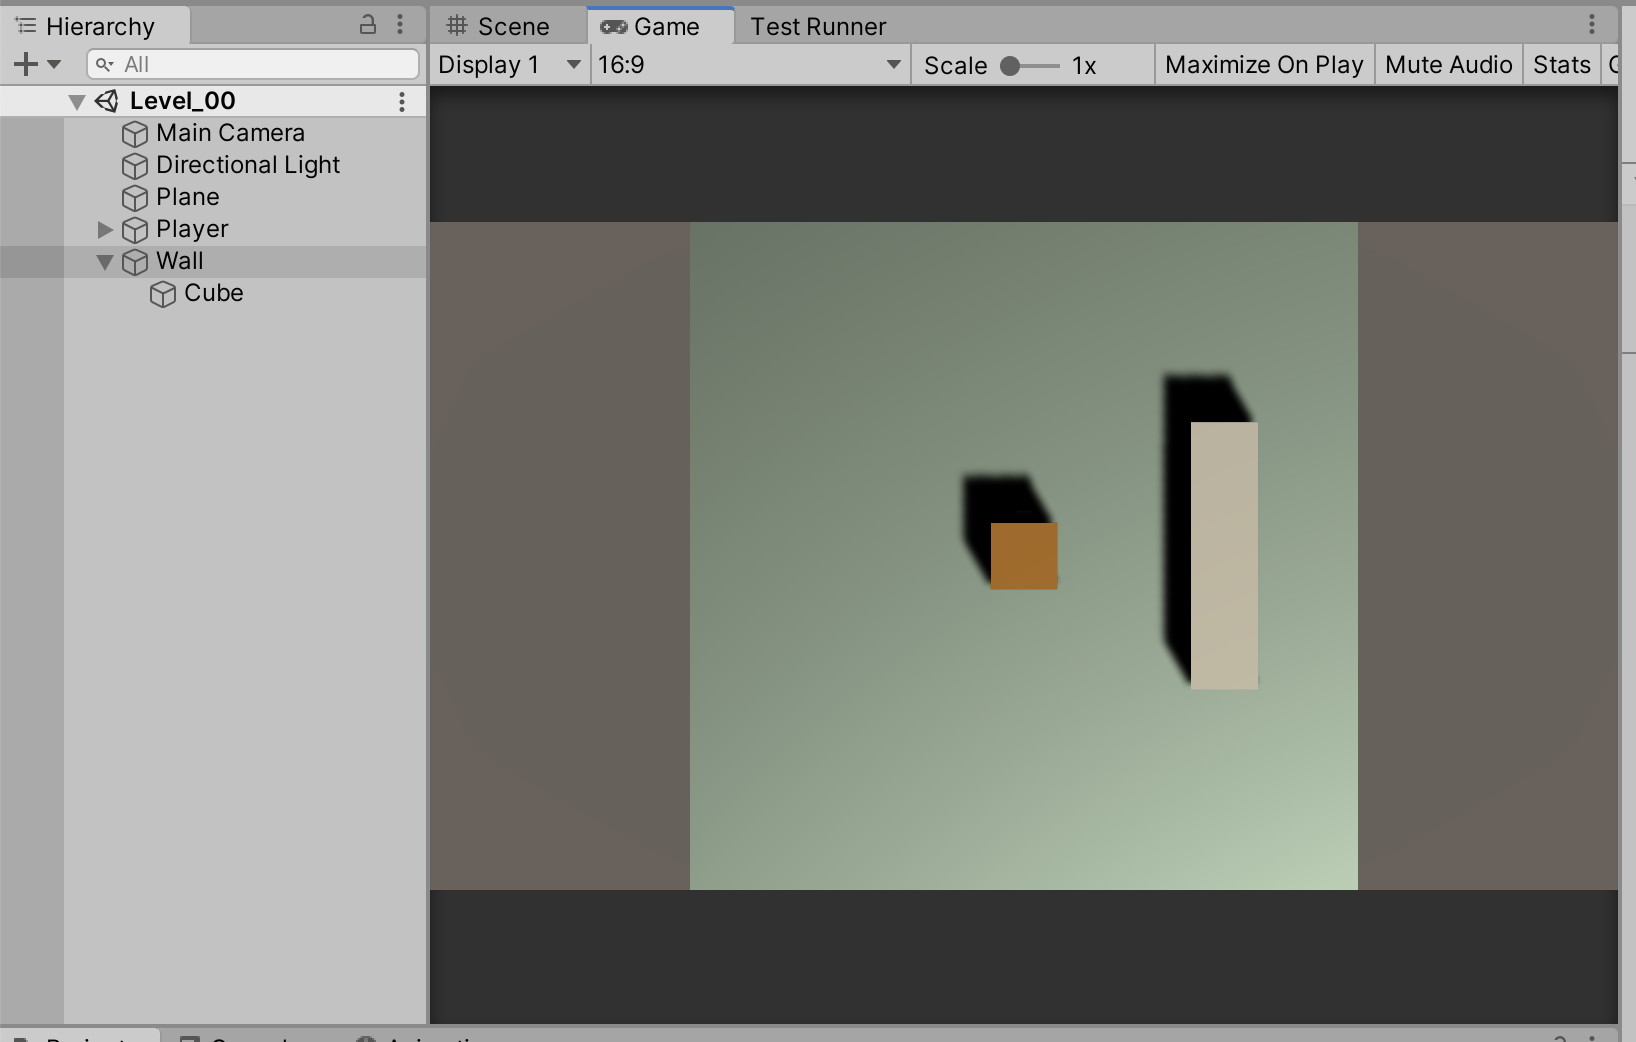 Hierarchy
All
Level_00
Main Camera
Directional Light
Plane
Player
Wall
Cube
Scene
Game
Test Runner
Display 1
16:9
Scale
1x
Maximize On Play
Mute Audio
Stats